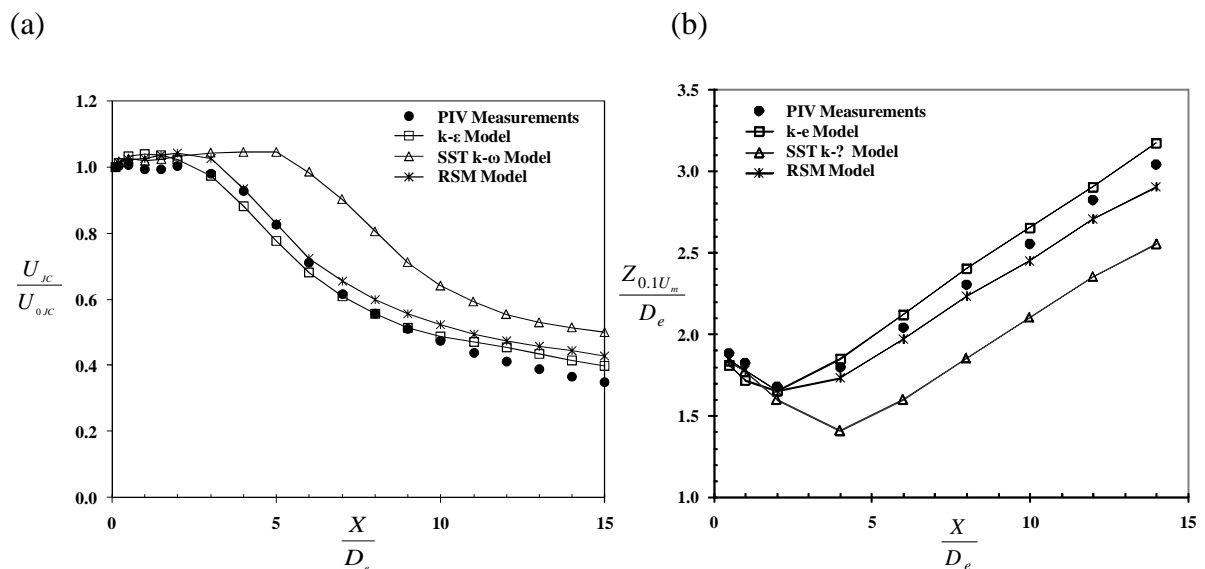 (a)
(b)
1.2
1.0
0.8
0.6
0.4
0.2
0.0
0
5
10
15
U_JC
U_0JC
X
D_e
PIV Measurements
k-ε Model
SST k-ω Model
RSM Model
3.5
3.0
2.5
2.0
1.5
1.0
0
5
10
15
Z_0.1U_m
D_e
X
D_e
PIV Measurements
k-e Model
SST k-? Model
RSM Model